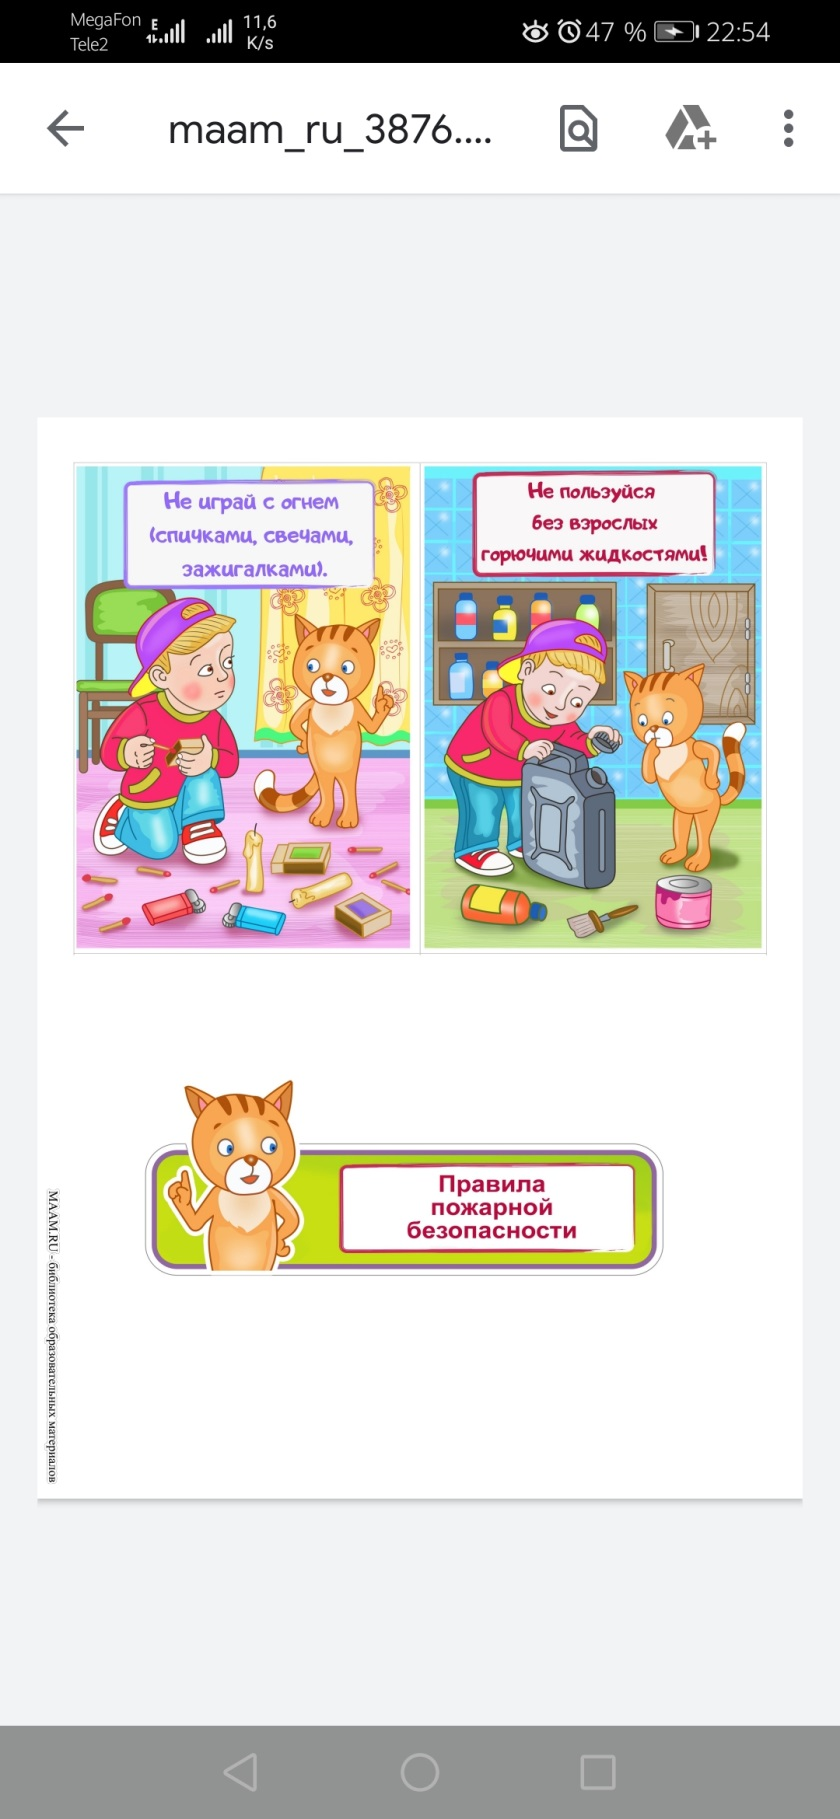 MegaFon
Tele2
E
11,6
K/s
47 %
22:54
maam_ru_3876....
Не играй с огнем
(спичками, свечами,
зажигалками).
Не пользуйся
без взрослых
горючими жидкостями!
Правила
пожарной
безопасности
MAAM.RU - библиотека образовательных материалов